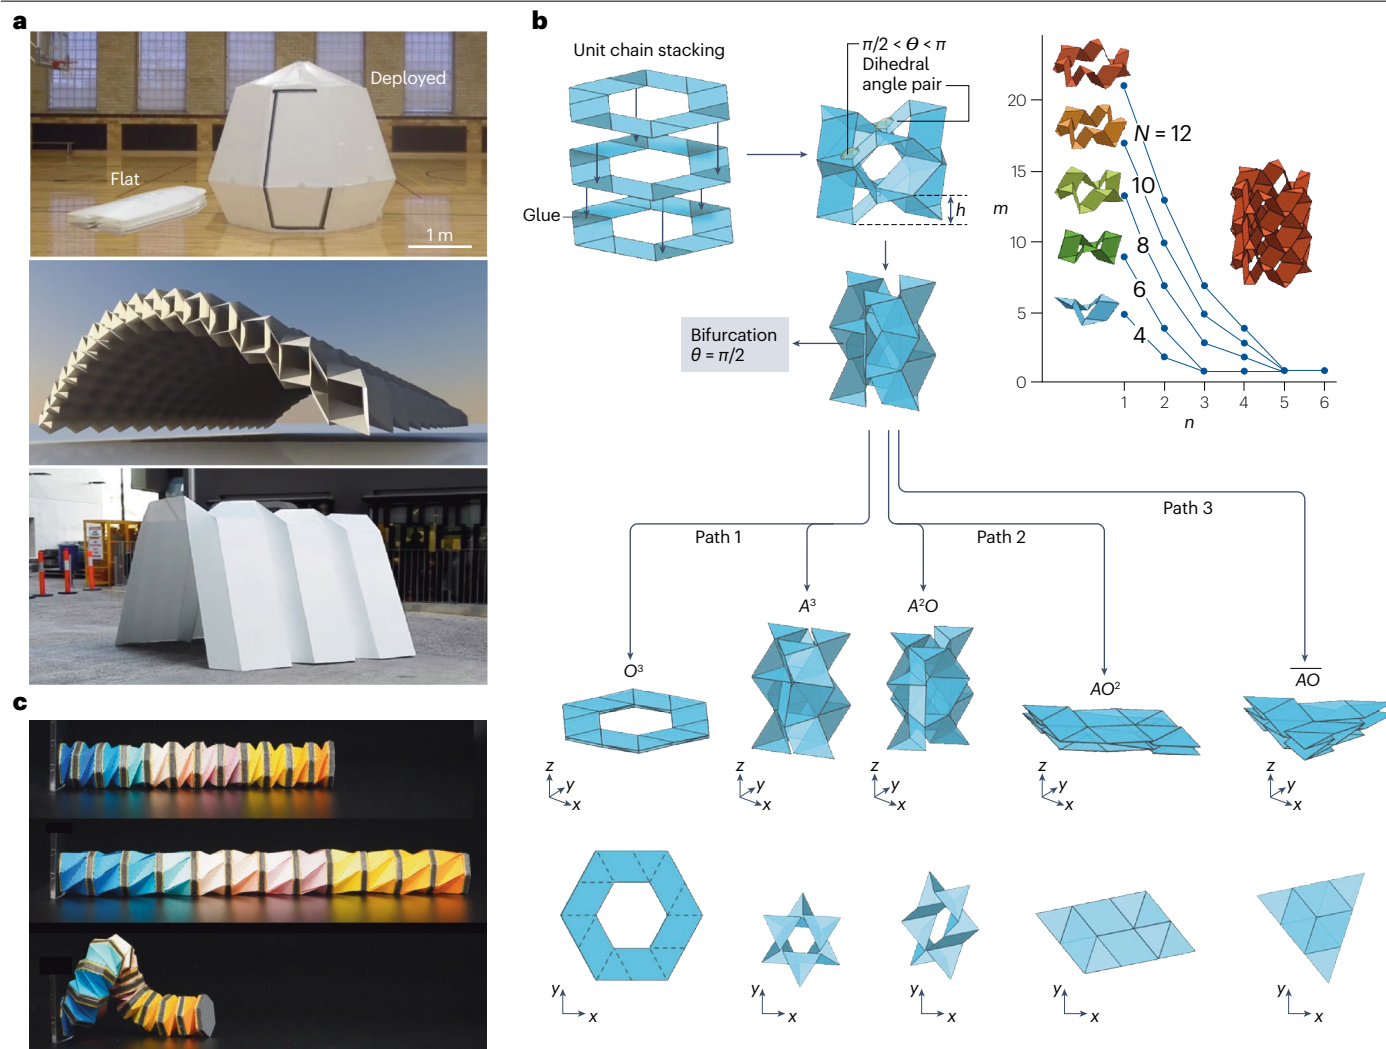 a
Deployed
Flat
1 m
b
Unit chain stacking
Glue
π/2 < Θ < π
Dihedral
angle pair
h
Bifurcation
θ = π/2
m
20
15
10
5
0
N = 12
10
8
6
4
1 2 3 4 5 6
n
Path 1
Path 2
Path 3
O³
A³
A²O
AO²
A̅O̅
z
y
x
z
y
x
z
y
x
z
y
x
z
y
x
y
x
y
x
y
x
y
x
y
x
c